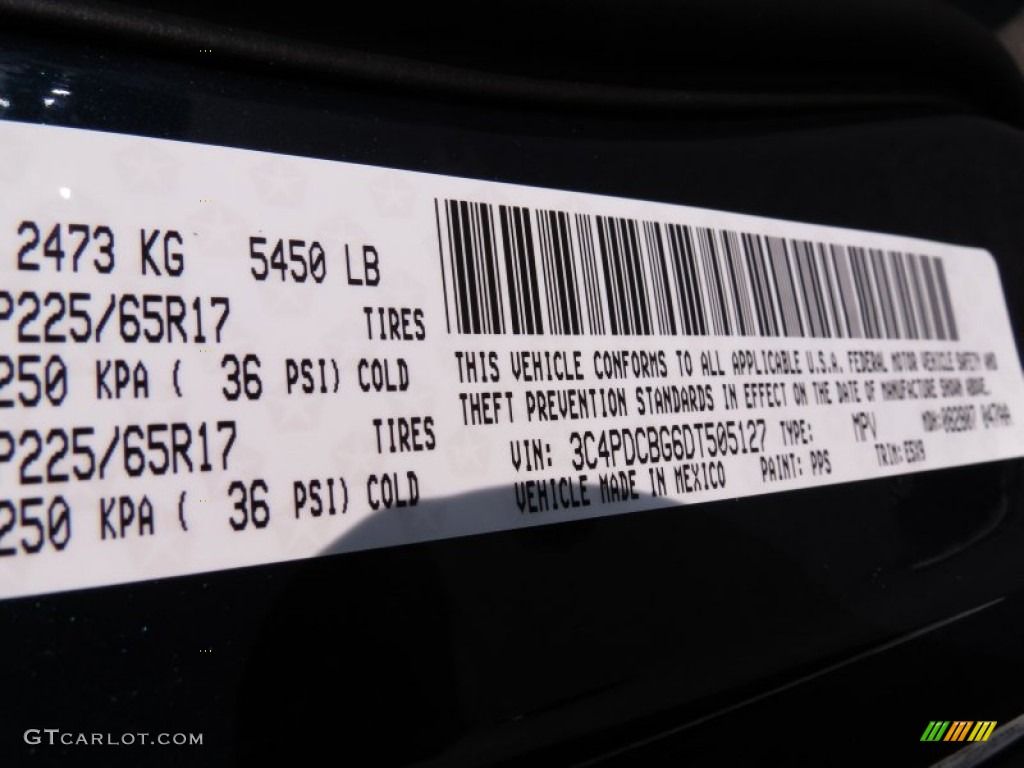 2473 KG 5450 LB
P225/65R17 TIRES
250 KPA ( 36 PSI) COLD
P225/65R17 TIRES
250 KPA ( 36 PSI) COLD
THIS VEHICLE CONFORMS TO ALL APPLICABLE U.S.A. FEDERAL MOTOR VEHICLE SAFETY AND
THEFT PREVENTION STANDARDS IN EFFECT ON THE DATE OF MANUFACTURE SHOWN ABOVE.
VIN: 3C4PDCBG6DT505127 TYPE: MPV
VEHICLE MADE IN MEXICO PAINT: PPS TRIM:
GTCARLOT.COM